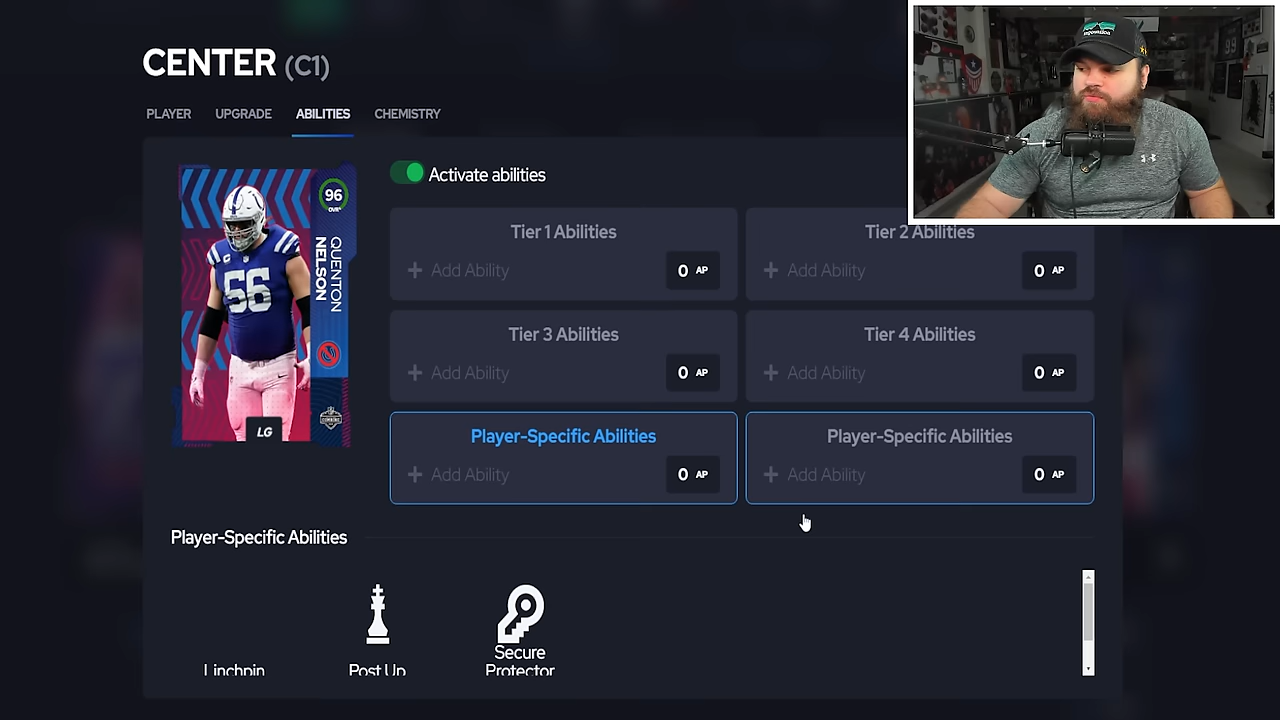 CENTER (C1)
PLAYER UPGRADE ABILITIES CHEMISTRY
96
OVR
QUENTON
NELSON
56
LG
Activate abilities
Tier 1 Abilities
Add Ability
0 AP
Tier 2 Abilities
Add Ability
0 AP
Tier 3 Abilities
Add Ability
0 AP
Tier 4 Abilities
Add Ability
0 AP
Player-Specific Abilities
Add Ability
0 AP
Player-Specific Abilities
Add Ability
0 AP
Player-Specific Abilities
Linchpin
Post Up
Secure
Protector
99